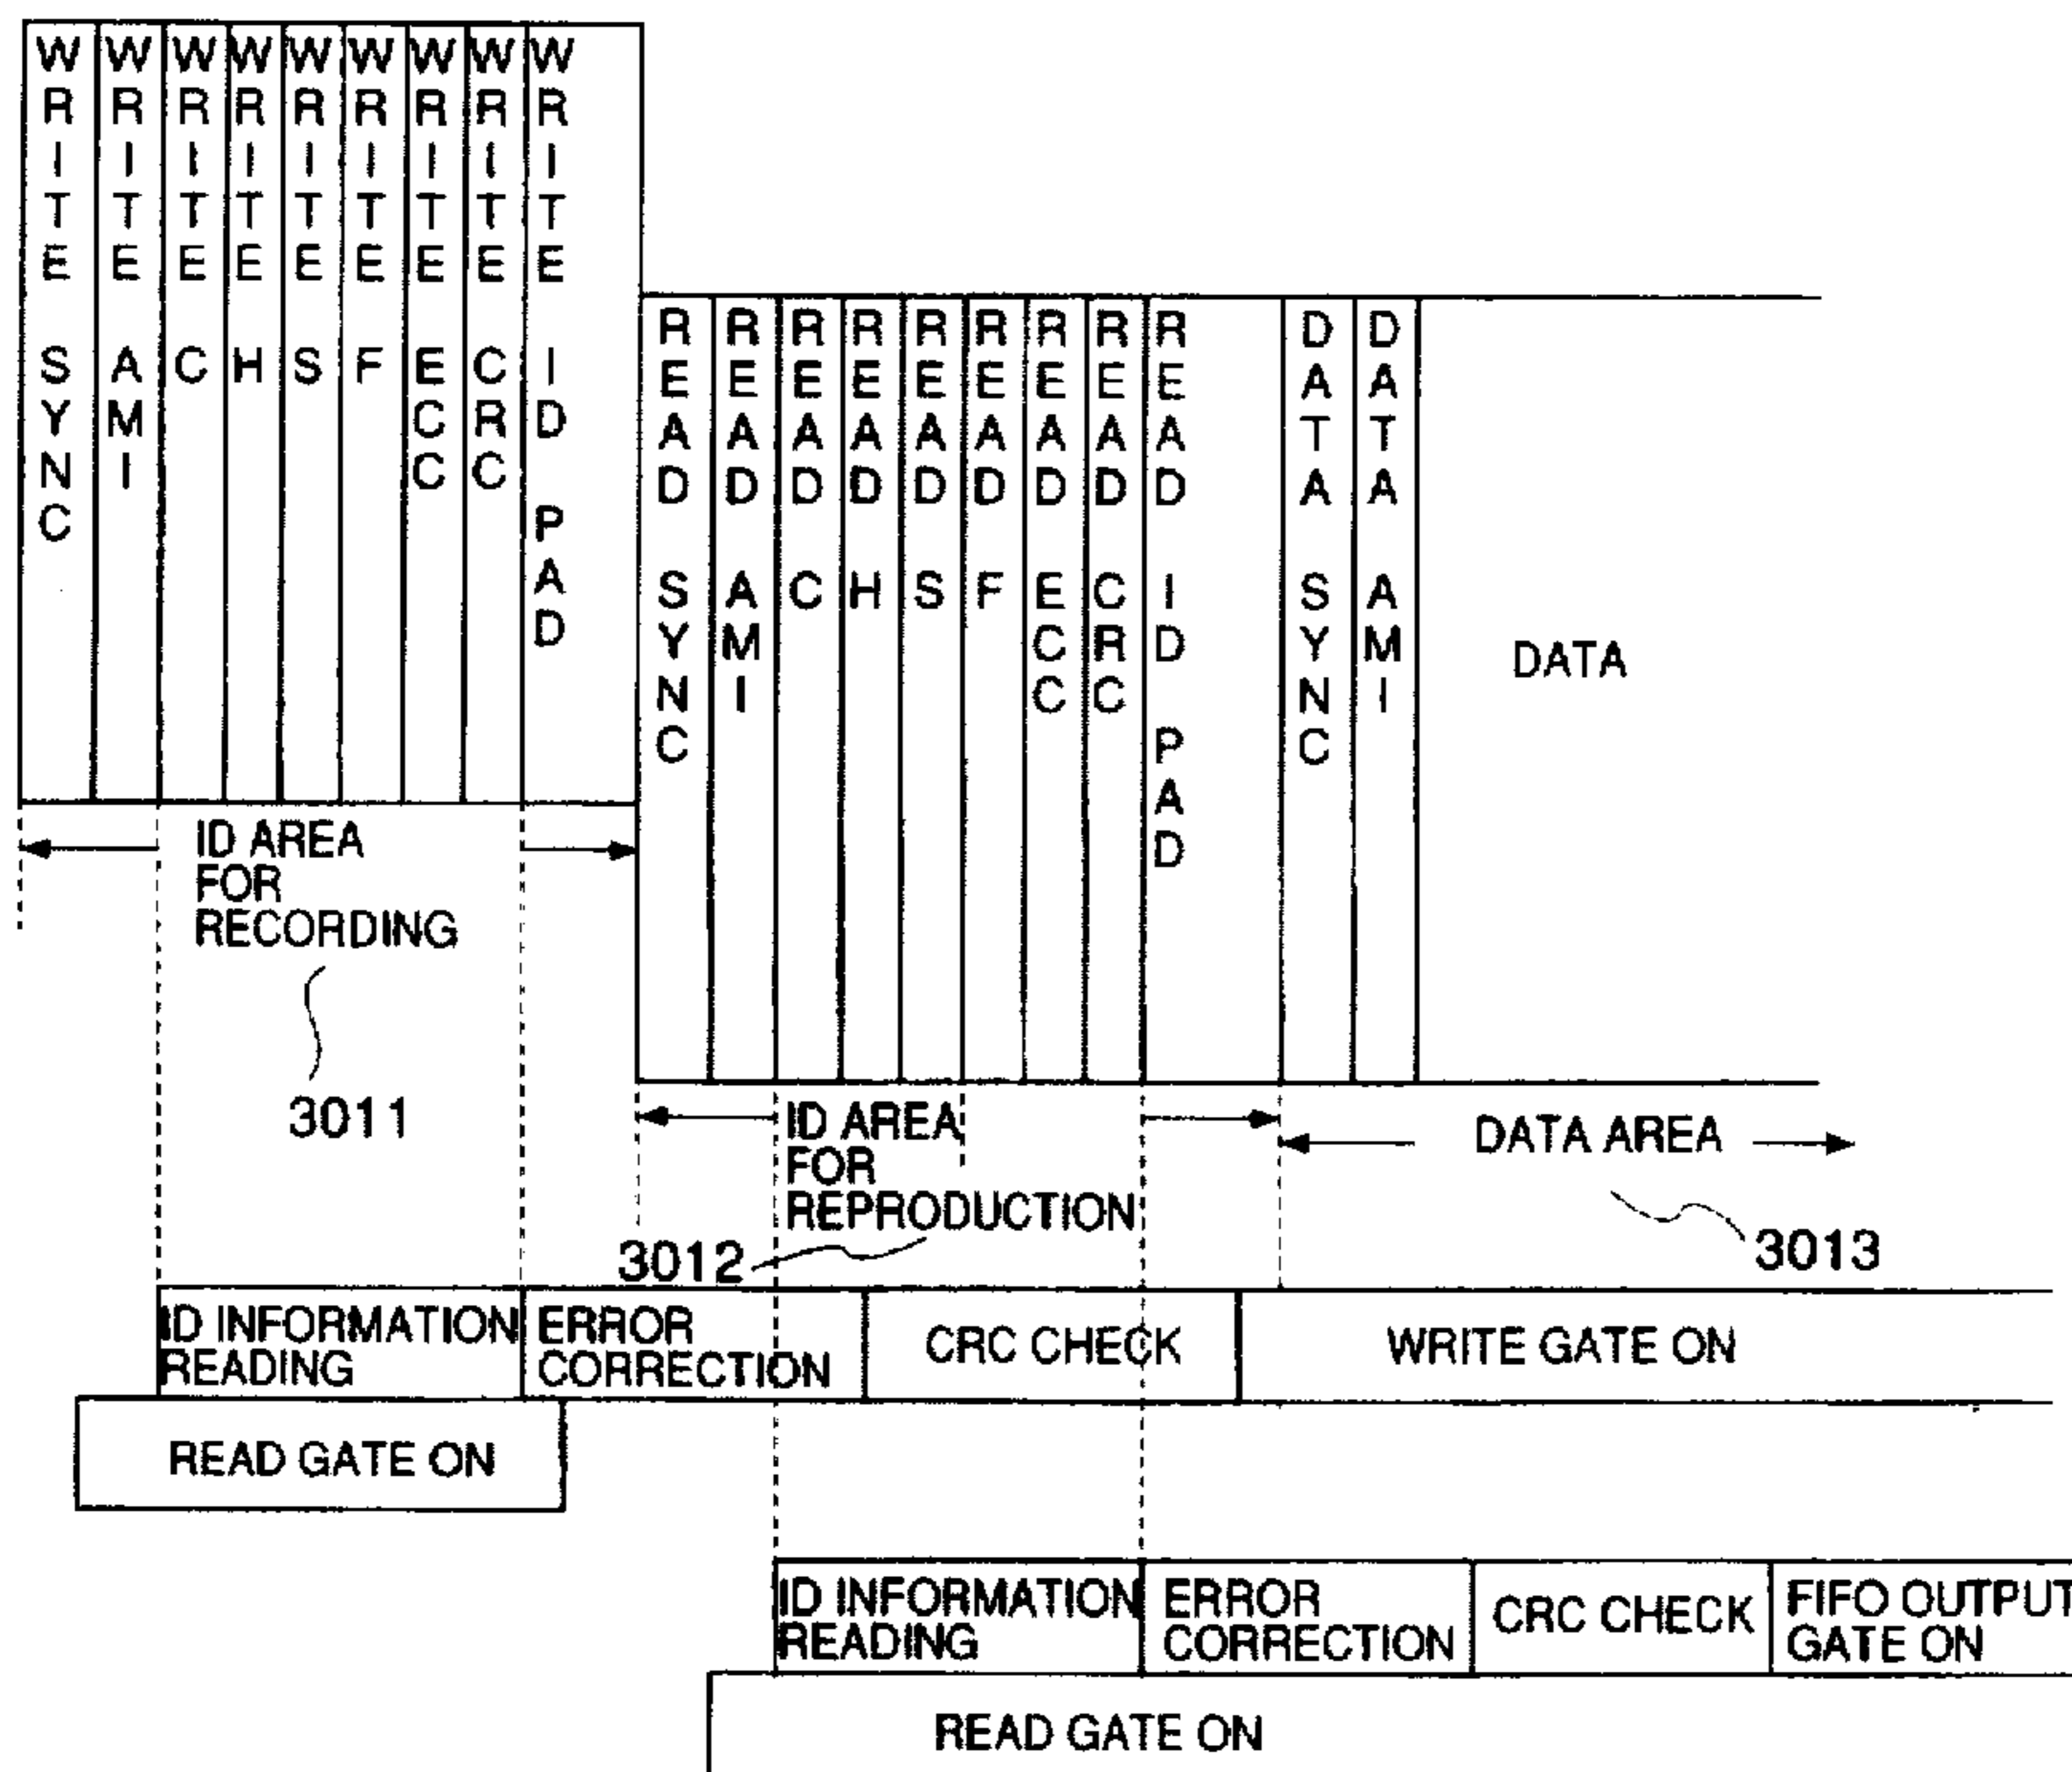 WRITE SYNC
WRITE AMI
WRITE C
WRITE H
WRITE S
WRITE F
WRITE ECC
WRITE CRC
WRITE ID PAD
READ SYNC
READ AMI
READ C
READ H
READ S
READ F
READ ECC
READ CRC
READ ID PAD
DATA SYNC
DATA AMI
DATA
ID AREA
FOR
RECORDING
3011
ID AREA
FOR
REPRODUCTION
3012
DATA AREA
3013
ID INFORMATION
READING
ERROR
CORRECTION
CRC CHECK
WRITE GATE ON
READ GATE ON
ID INFORMATION
READING
ERROR
CORRECTION
CRC CHECK
FIFO OUTPUT
GATE ON
READ GATE ON